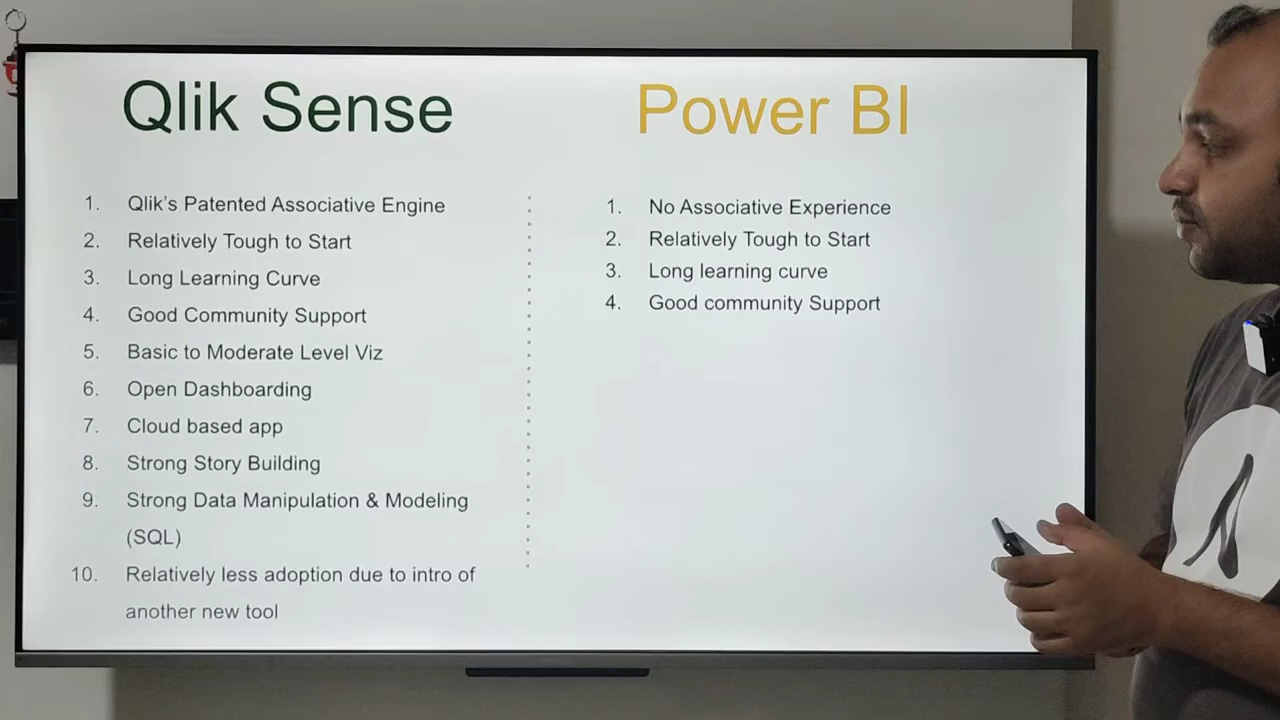 Qlik Sense
1. Qlik's Patented Associative Engine
2. Relatively Tough to Start
3. Long Learning Curve
4. Good Community Support
5. Basic to Moderate Level Viz
6. Open Dashboarding
7. Cloud based app
8. Strong Story Building
9. Strong Data Manipulation & Modeling
(SQL)
10. Relatively less adoption due to intro of
another new tool
Power BI
1. No Associative Experience
2. Relatively Tough to Start
3. Long learning curve
4. Good community Support